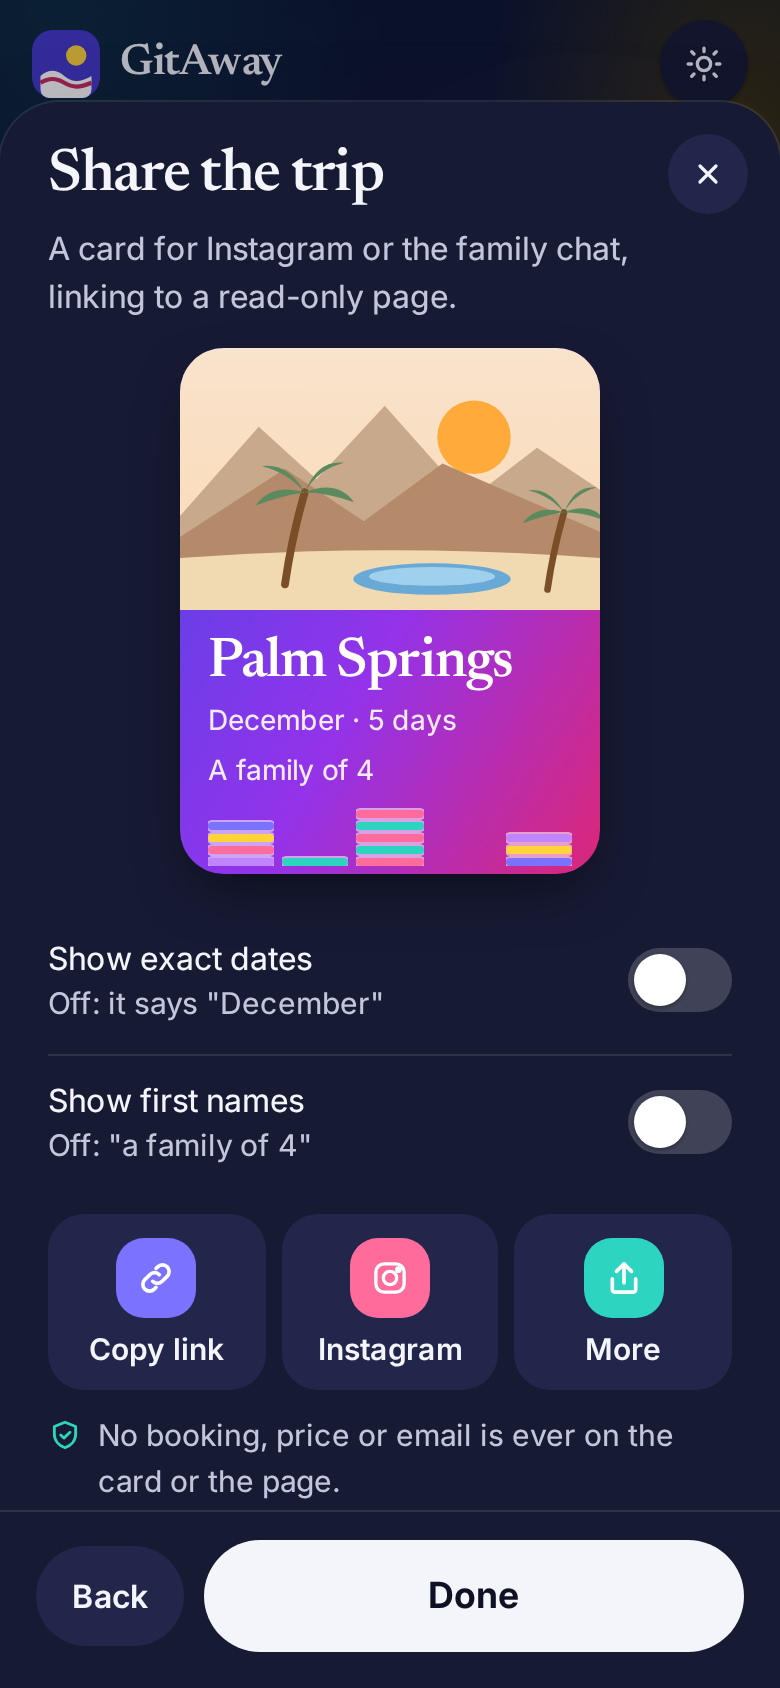 GitAway
Share the trip
A card for Instagram or the family chat,
linking to a read-only page.
Palm Springs
December · 5 days
A family of 4
Show exact dates
Off: it says "December"
Show first names
Off: "a family of 4"
Copy link
Instagram
More
No booking, price or email is ever on the
card or the page.
Back
Done